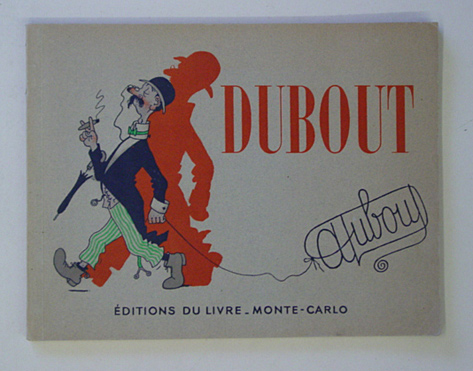 DUBOUT
Dubout
ÉDITIONS DU LIVRE - MONTE-CARLO